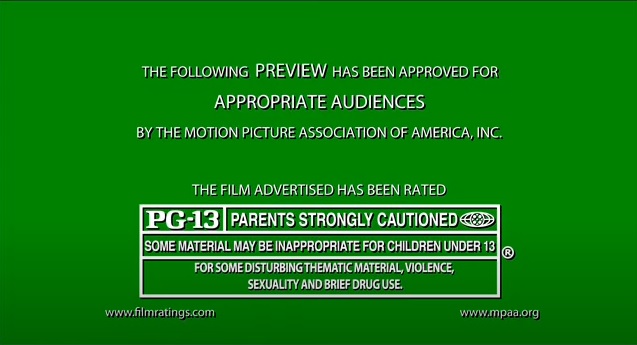 THE FOLLOWING PREVIEW HAS BEEN APPROVED FOR
APPROPRIATE AUDIENCES
BY THE MOTION PICTURE ASSOCIATION OF AMERICA, INC.
THE FILM ADVERTISED HAS BEEN RATED
PG-13 PARENTS STRONGLY CAUTIONED
SOME MATERIAL MAY BE INAPPROPRIATE FOR CHILDREN UNDER 13 ®
FOR SOME DISTURBING THEMATIC MATERIAL, VIOLENCE,
SEXUALITY AND BRIEF DRUG USE.
www.filmratings.com www.mpaa.org